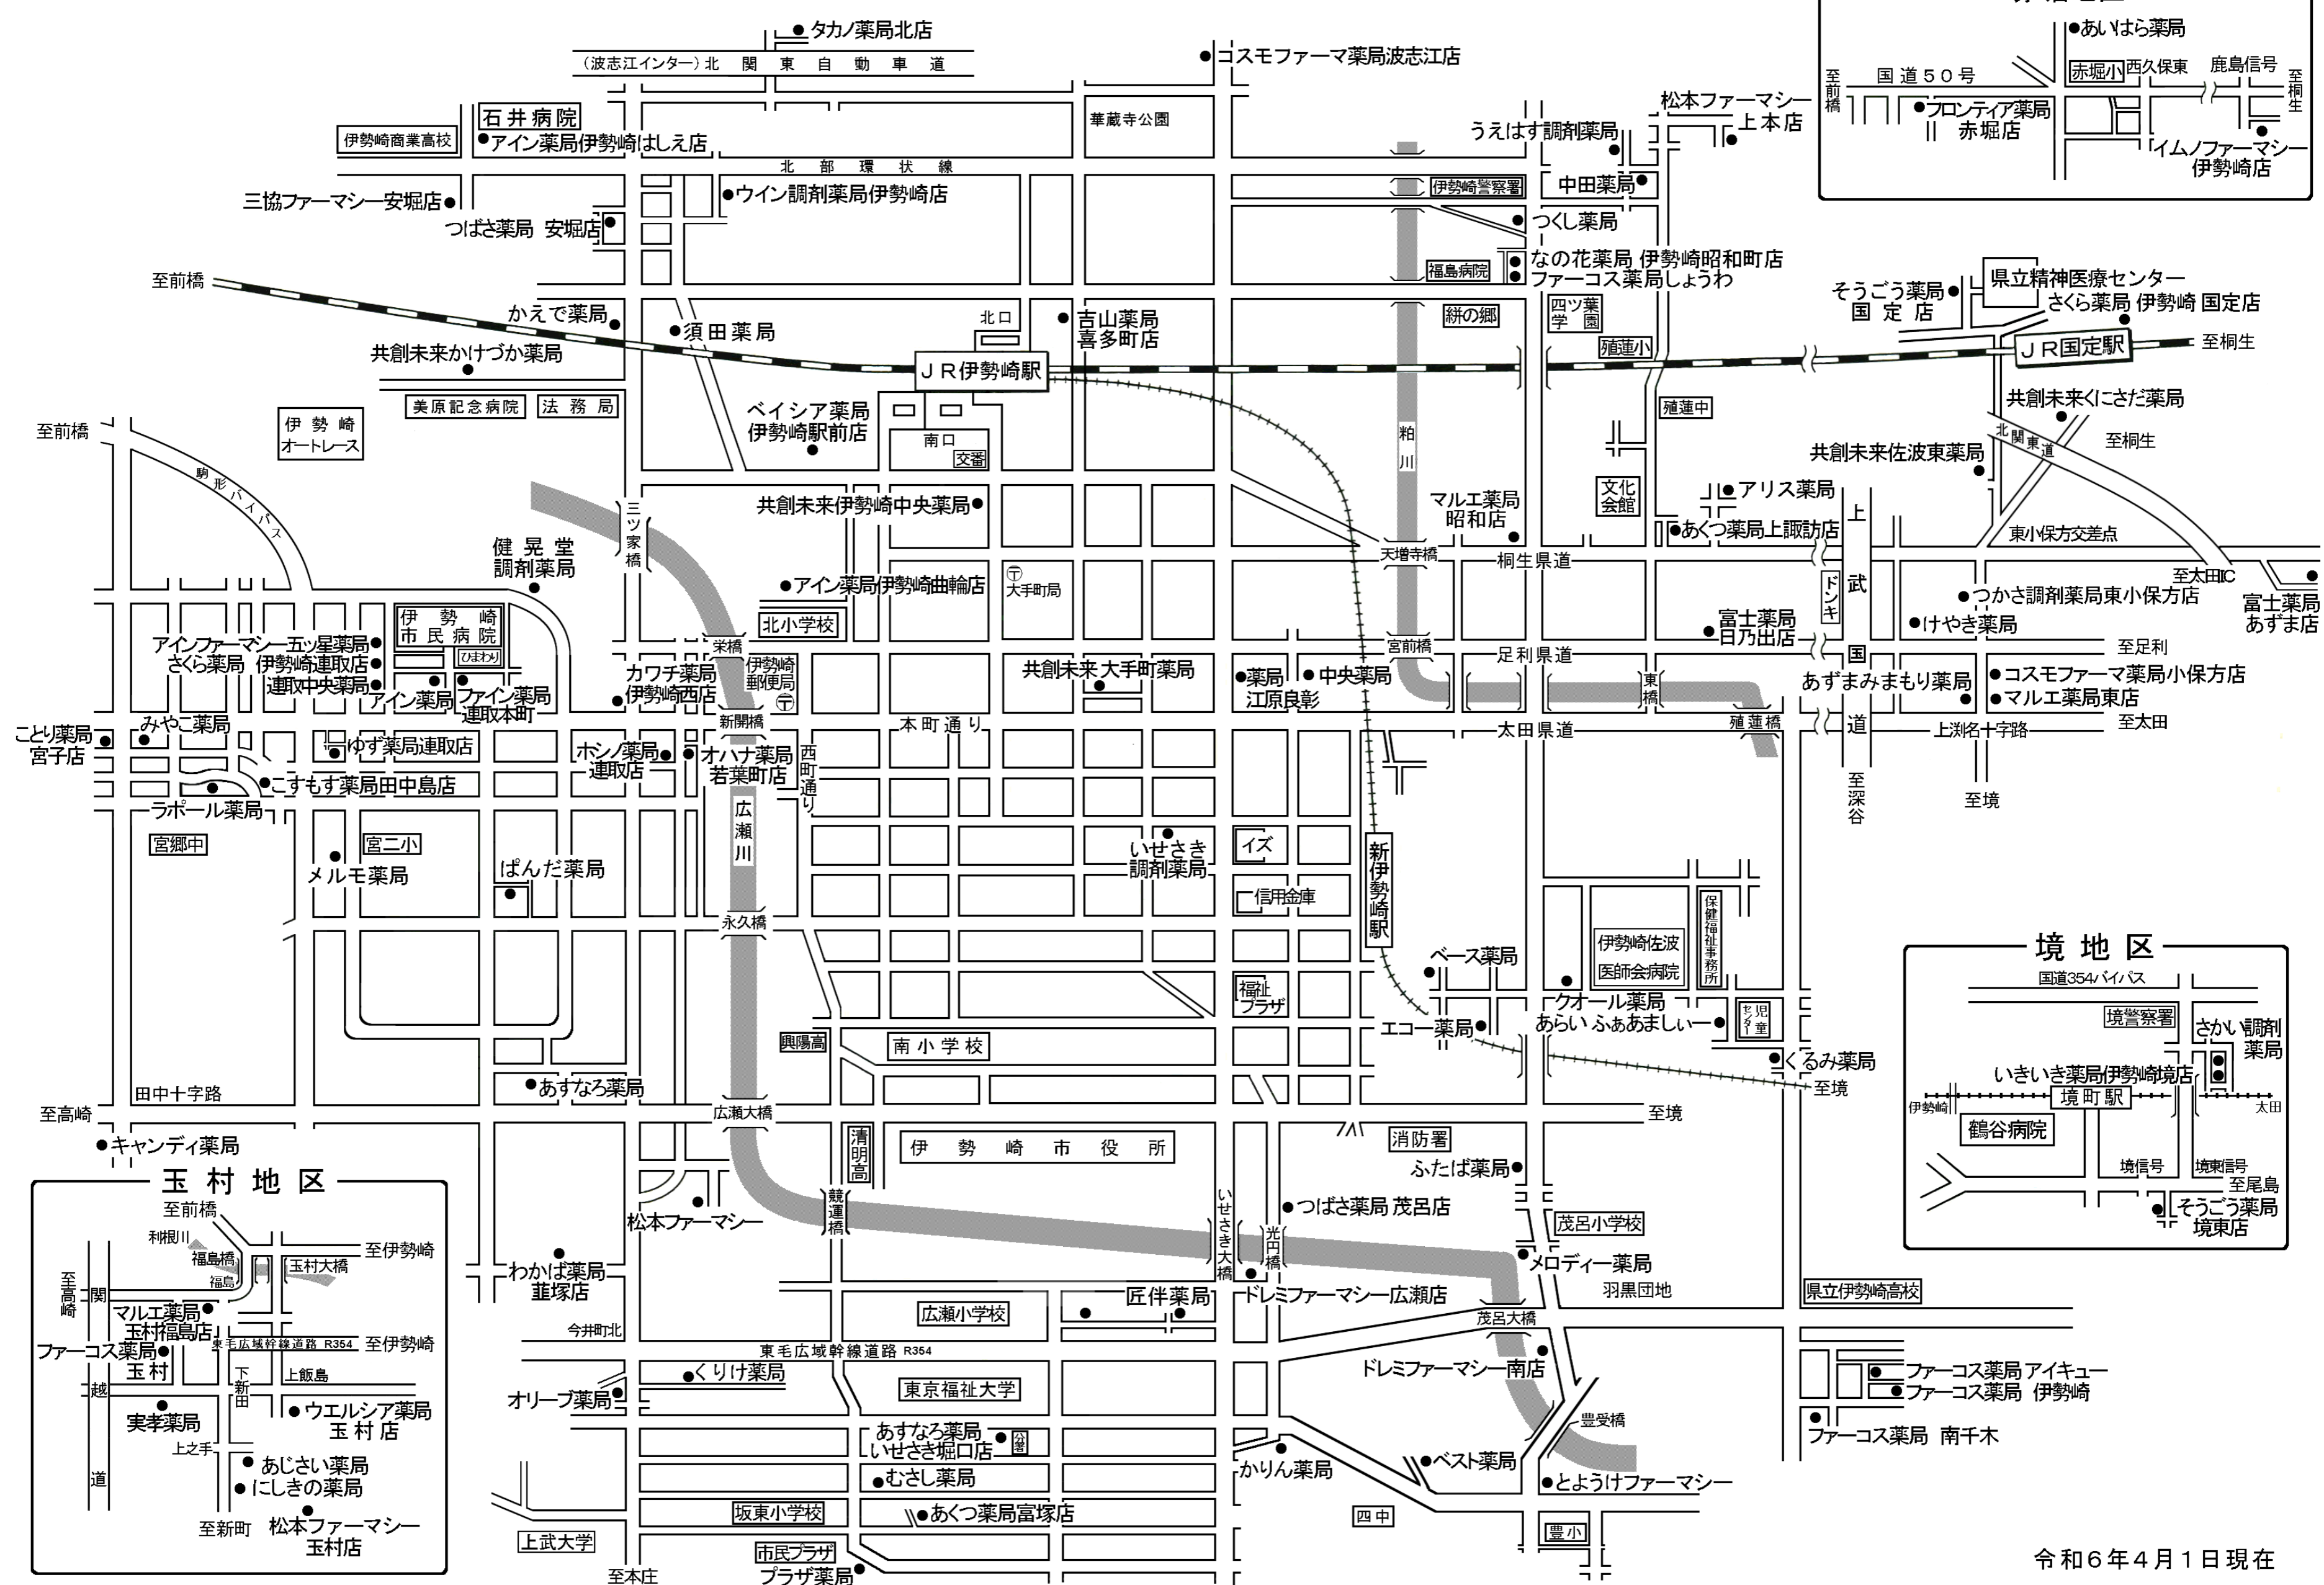 タカノ薬局北店
(波志江インター)北関東自動車道
コスモファーマ薬局波志江店
あいはら薬局
至前橋
国道50号
赤堀小
西久保東
鹿島信号
至桐生
フロンティア薬局
赤堀店
イムノファーマシー
伊勢崎店
石井病院
伊勢崎商業高校
アイン薬局伊勢崎はしえ店
華蔵寺公園
松本ファーマシー
上本店
うえはす調剤薬局
北部環状線
三協ファーマシー安堀店
ウイン調剤薬局伊勢崎店
つばさ薬局 安堀店
伊勢崎警察署
中田薬局
つくし薬局
福島病院
なの花薬局 伊勢崎昭和町店
ファーコス薬局しょうわ
至前橋
かえで薬局
須田薬局
北口
吉山薬局
喜多町店
絣の郷
四ツ葉
学園
殖蓮小
そうごう薬局
国定店
県立精神医療センター
さくら薬局 伊勢崎 国定店
JR国定駅
至桐生
共創未来かけづか薬局
JR伊勢崎駅
美原記念病院
法務局
伊勢崎
オートレース
至前橋
駒形バイパス
ベイシア薬局
伊勢崎駅前店
南口
交番
粕川
殖蓮中
共創未来くにさだ薬局
北関東道
至桐生
共創未来佐波東薬局
三ツ家橋
共創未来伊勢崎中央薬局
マルエ薬局
昭和店
文化
会館
アリス薬局
あくつ薬局上諏訪店
上武国道
東小保方交差点
健晃堂
調剤薬局
天増寺橋
桐生県道
至太田IC
ドンキ
アイン薬局伊勢崎曲輪店
〒
大手町局
つかさ調剤薬局東小保方店
富士薬局
あずま店
伊勢崎
市民病院
ひまわり
北小学校
富士薬局
日乃出店
けやき薬局
アインファーマシー五ッ星薬局
さくら薬局 伊勢崎連取店
連取中央薬局
アイン薬局
ファイン薬局
連取本町
栄橋
伊勢崎
郵便局
〒
カワチ薬局
伊勢崎西店
共創未来 大手町薬局
薬局
江原良彰
中央薬局
宮前橋
足利県道
至足利
東橋
あずまみまもり薬局
コスモファーマ薬局小保方店
マルエ薬局東店
ことり薬局
宮子店
みやこ薬局
ゆず薬局連取店
ホシノ薬局
連取店
新開橋
オハナ薬局
若葉町店
西町通り
本町通り
太田県道
殖蓮橋
上渕名十字路
至太田
こすもす薬局田中島店
ラポール薬局
至深谷
至境
宮郷中
宮二小
メルモ薬局
ぱんだ薬局
広瀬川
いせさき
調剤薬局
イズ
信用金庫
新伊勢崎駅
永久橋
保健福祉事務所
伊勢崎佐波
医師会病院
ベース薬局
福祉
プラザ
クオール薬局
あらい ふぁあましぃー
児童
センター
エコー薬局
くるみ薬局
至境
興陽高
南小学校
境地区
国道354バイパス
境警察署
さかい調剤
薬局
いきいき薬局伊勢崎境店
境町駅
伊勢崎
太田
鶴谷病院
境信号
境東信号
至尾島
そうごう薬局
境東店
あすなろ薬局
田中十字路
至高崎
広瀬大橋
至境
キャンディ薬局
清明高
伊勢崎市役所
消防署
ふたば薬局
松本ファーマシー
競運橋
いせさき大橋
つばさ薬局 茂呂店
光円橋
茂呂小学校
メロディー薬局
玉村地区
至前橋
利根川
福島橋
福島
玉村大橋
至伊勢崎
至高崎
関越道
マルエ薬局
玉村福島店
ファーコス薬局
玉村
東毛広域幹線道路 R354
至伊勢崎
下新田
上飯島
実孝薬局
ウエルシア薬局
玉村店
上之手
あじさい薬局
にしきの薬局
至新町
松本ファーマシー
玉村店
わかば薬局
韮塚店
広瀬小学校
匠伴薬局
ドレミファーマシー広瀬店
羽黒団地
県立伊勢崎高校
茂呂大橋
今井町北
東毛広域幹線道路 R354
くりけ薬局
オリーブ薬局
東京福祉大学
ドレミファーマシー南店
ファーコス薬局 アイキュー
ファーコス薬局 伊勢崎
ファーコス薬局 南千木
豊受橋
あすなろ薬局
いせさき堀口店
分署
かりん薬局
ベスト薬局
とようけファーマシー
むさし薬局
坂東小学校
あくつ薬局富塚店
四中
豊小
上武大学
市民プラザ
プラザ薬局
至本庄
令和6年4月1日現在